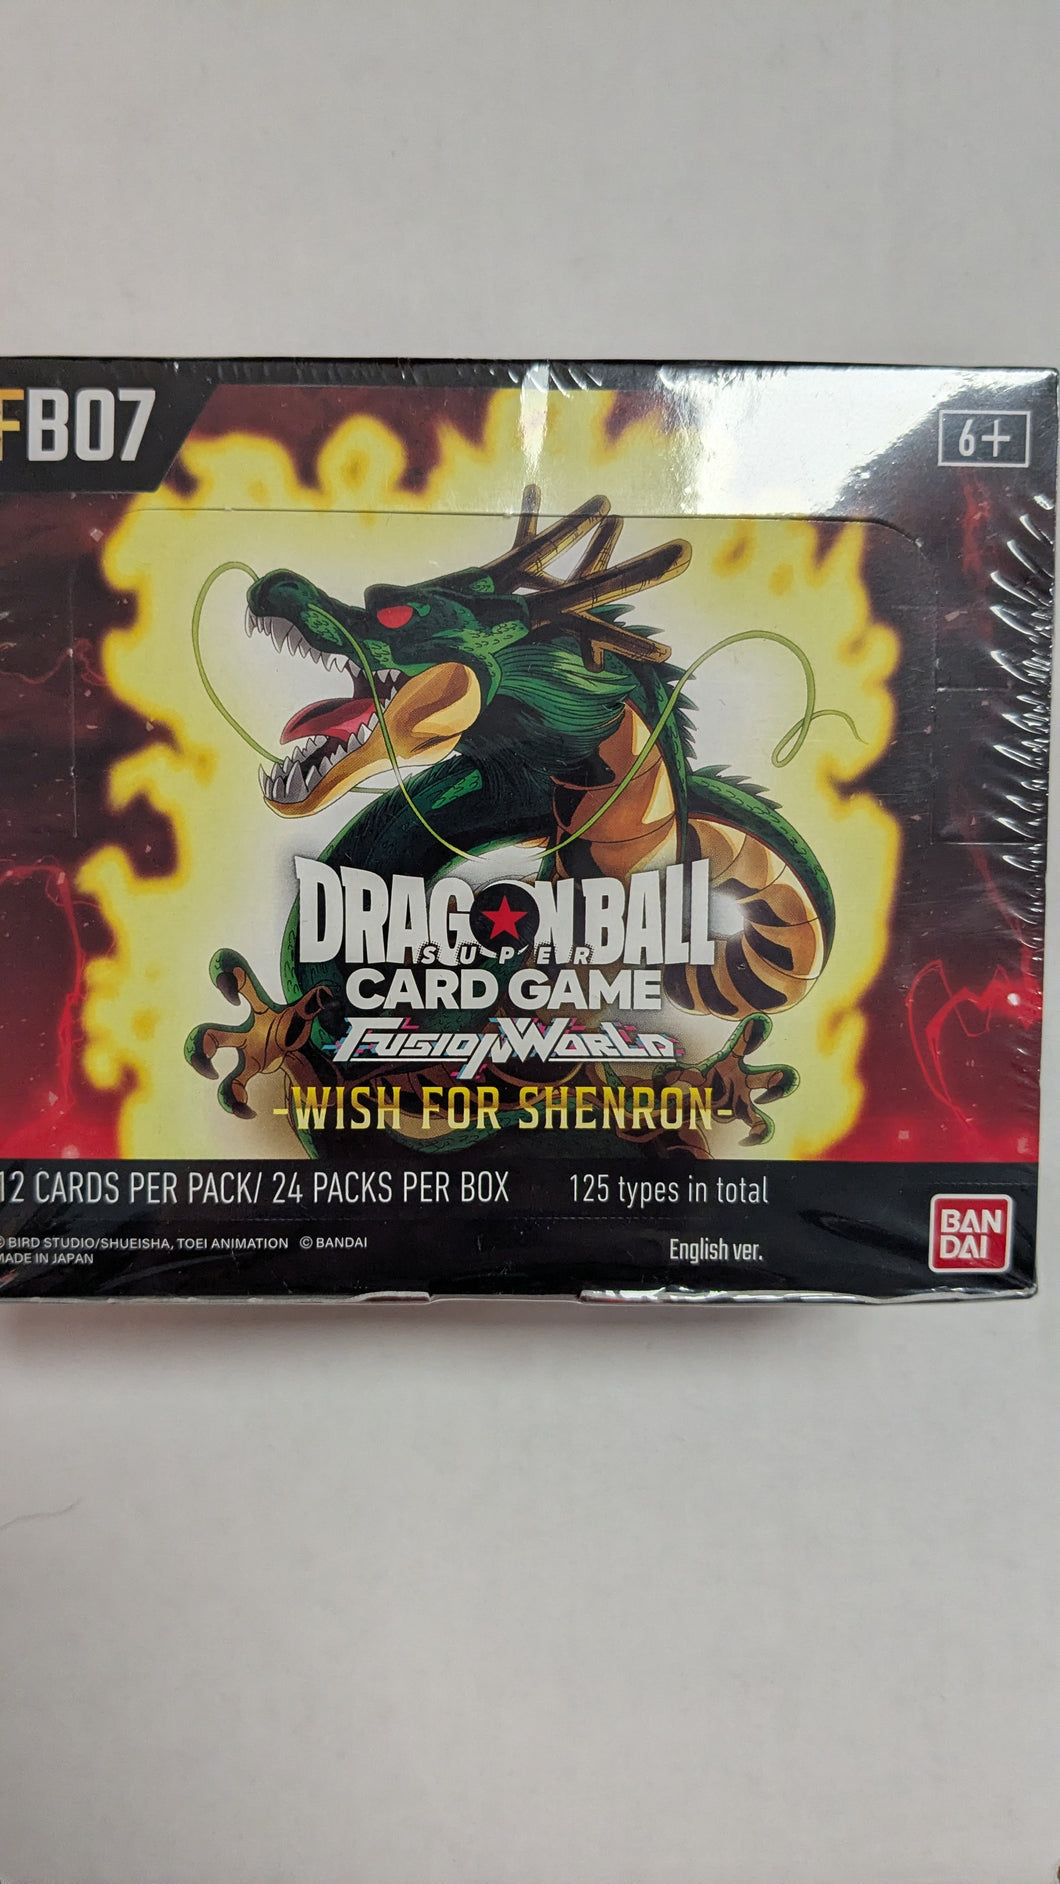 FB07
6+
DRAGON BALL
SUPER
CARD GAME
FUSION WORLD
-WISH FOR SHENRON-
12 CARDS PER PACK/ 24 PACKS PER BOX 125 types in total
© BIRD STUDIO/SHUEISHA, TOEI ANIMATION © BANDAI
MADE IN JAPAN
English ver.
BAN
DAI